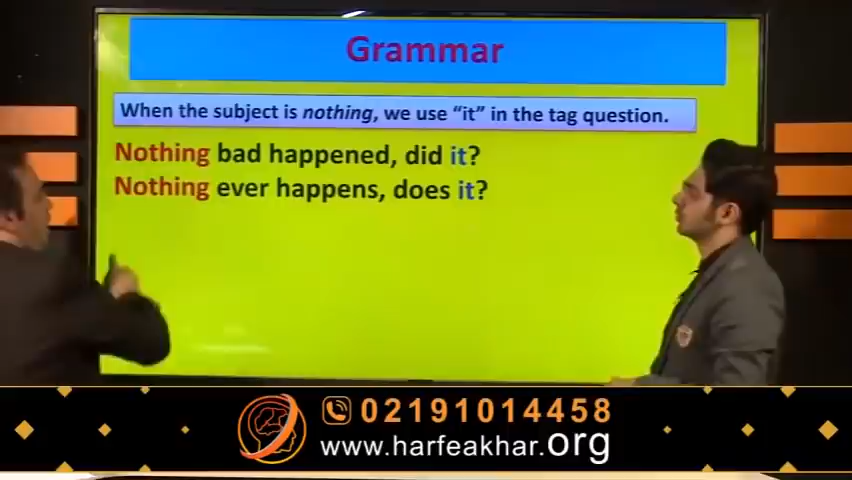 Grammar
When the subject is nothing, we use “it” in the tag question.
Nothing bad happened, did it?
Nothing ever happens, does it?
02191014458
www.harfeakhar.org